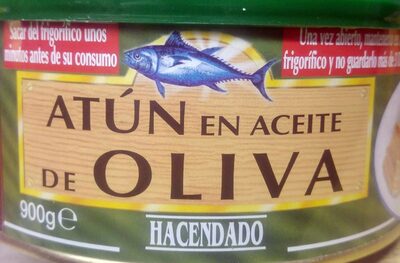 Sacar del frigorífico unos
minutos antes de su consumo
Una vez abierto,
frigorífico y no guardarlo más de
ATÚN EN ACEITE
DE OLIVA
900g e
HACENDADO